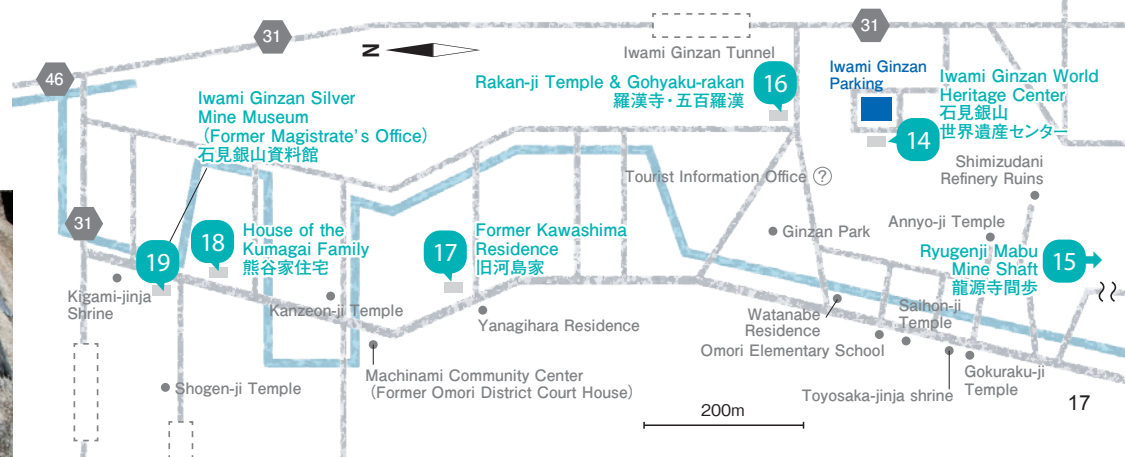 31
N
Iwami Ginzan Tunnel
31
46
Iwami Ginzan Silver
Mine Museum
(Former Magistrate's Office)
石見銀山資料館
Rakan-ji Temple & Gohyaku-rakan
羅漢寺・五百羅漢
16
Iwami Ginzan
Parking
Iwami Ginzan World
Heritage Center
石見銀山
世界遺産センター
14
Tourist Information Office ?
Shimizudani
Refinery Ruins
31
19
18
House of the
Kumagai Family
熊谷家住宅
17
Former Kawashima
Residence
旧河島家
Ginzan Park
Annyo-ji Temple
Ryugenji Mabu
Mine Shaft
龍源寺間歩
15
Kigami-jinja
Shrine
Kanzeon-ji Temple
Yanagihara Residence
Watanabe
Residence
Saihon-ji
Temple
Omori Elementary School
Shogen-ji Temple
Machinami Community Center
(Former Omori District Court House)
Toyosaka-jinja shrine
Gokuraku-ji
Temple
200m
17